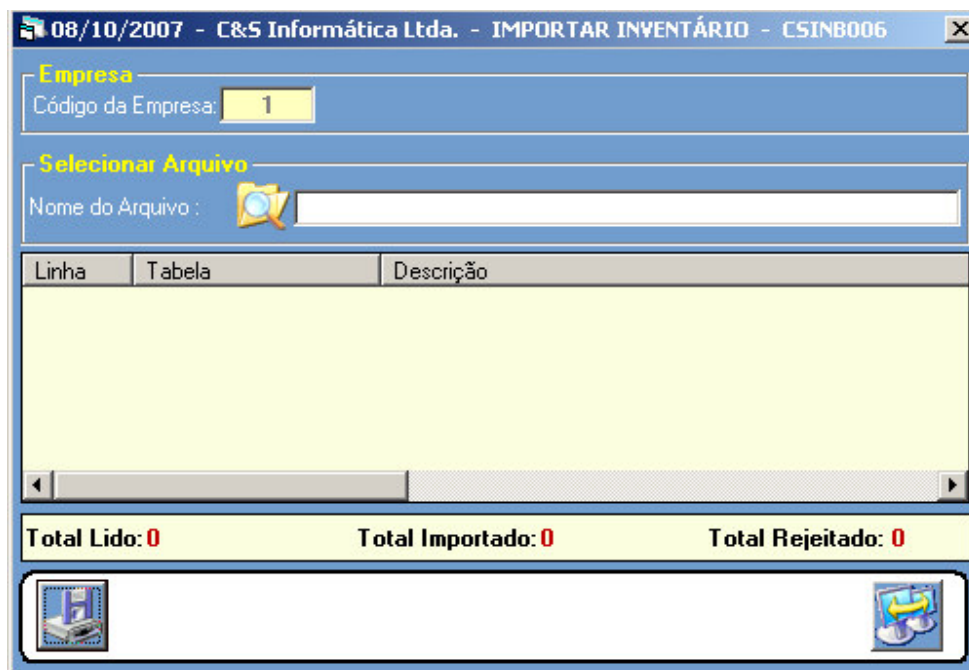 08/10/2007 - C&S Informática Ltda. - IMPORTAR INVENTÁRIO - CSINB006
Empresa
Código da Empresa: 1
Selecionar Arquivo
Nome do Arquivo :
Linha Tabela Descrição
Total Lido: 0 Total Importado: 0 Total Rejeitado: 0